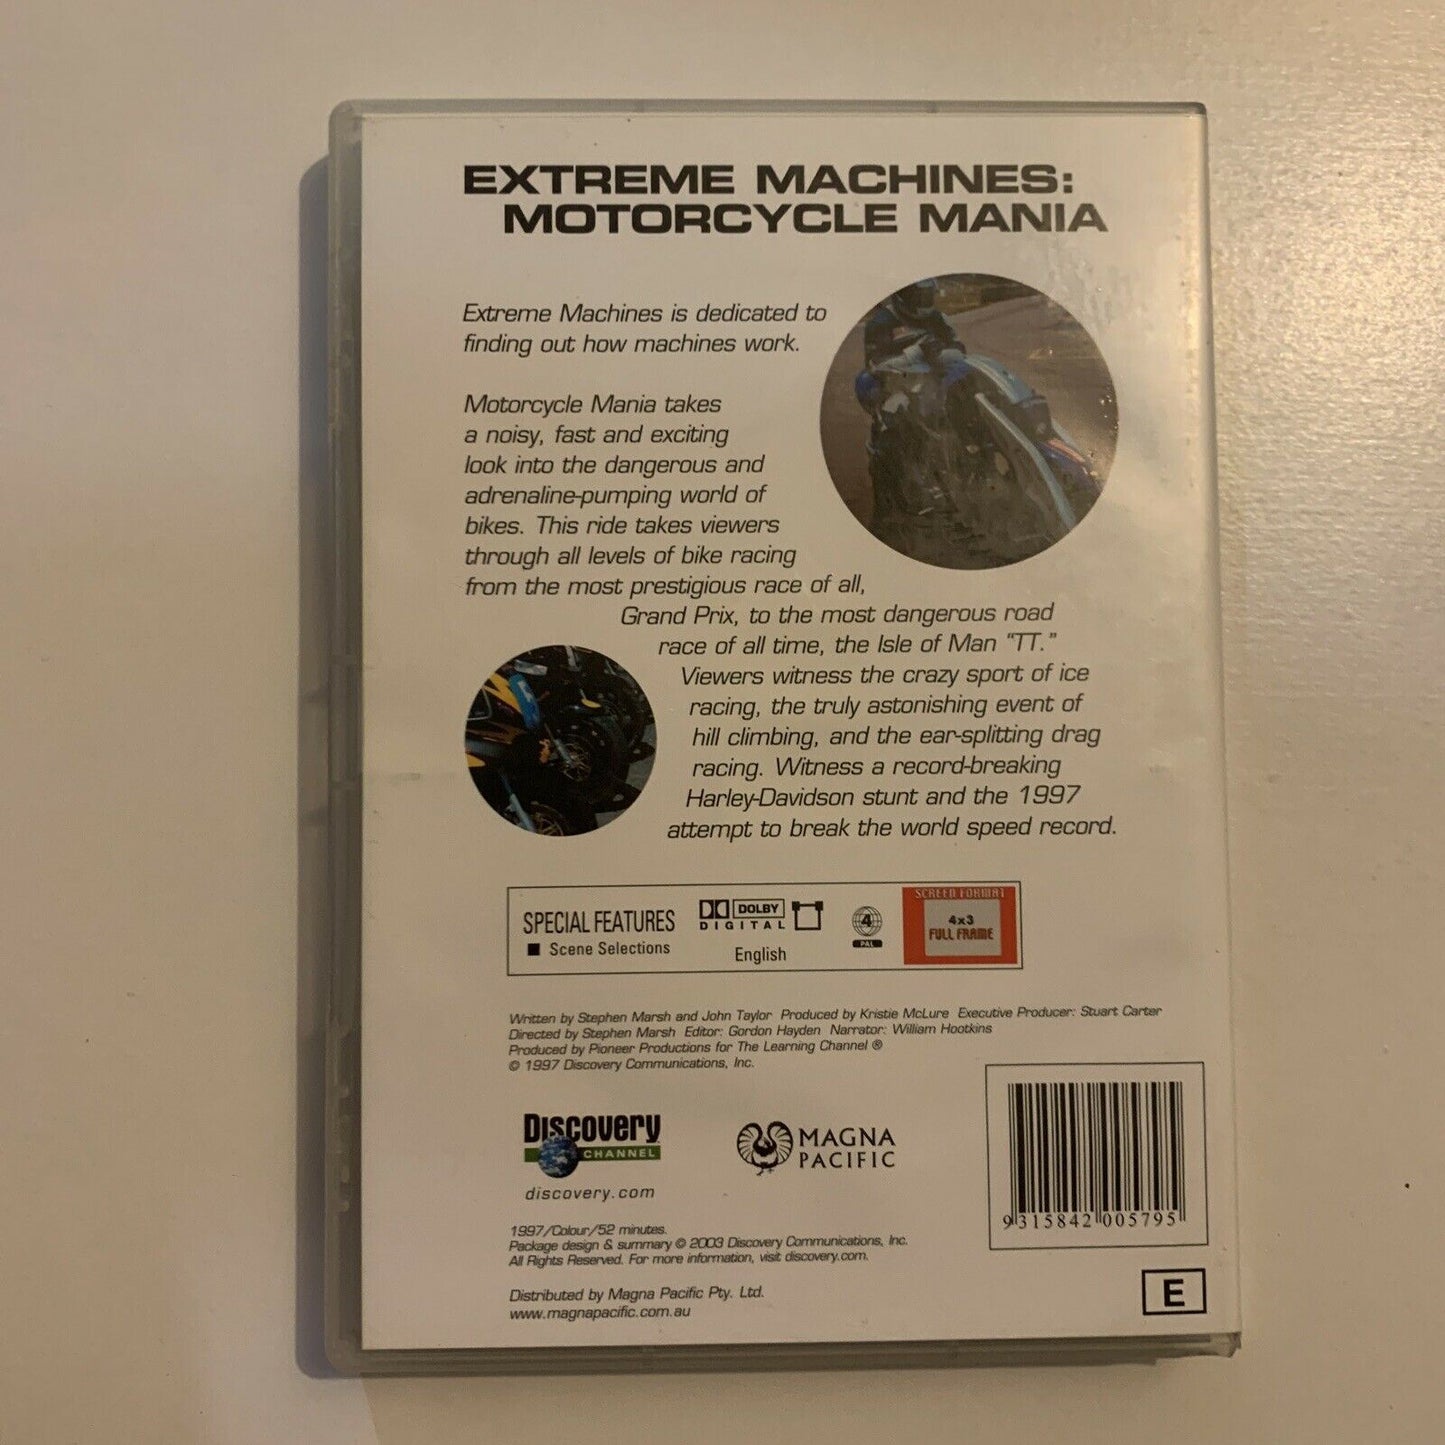 EXTREME MACHINES:
MOTORCYCLE MANIA
Extreme Machines is dedicated to
finding out how machines work.
Motorcycle Mania takes
a noisy, fast and exciting
look into the dangerous and
adrenaline-pumping world of
bikes. This ride takes viewers
through all levels of bike racing
from the most prestigious race of all,
Grand Prix, to the most dangerous road
race of all time, the Isle of Man "TT."
Viewers witness the crazy sport of ice
racing, the truly astonishing event of
hill climbing, and the ear-splitting drag
racing. Witness a record-breaking
Harley-Davidson stunt and the 1997
attempt to break the world speed record.
SPECIAL FEATURES
■ Scene Selections
DOLBY
DIGITAL
English
4
PAL
SCREEN FORMAT
4x3
FULL FRAME
Written by Stephen Marsh and John Taylor Produced by Kristie McLure Executive Producer: Stuart Carter
Directed by Stephen Marsh Editor: Gordon Hayden Narrator: William Hootkins
Produced by Pioneer Productions for The Learning Channel ®
© 1997 Discovery Communications, Inc.
Discovery
CHANNEL
discovery.com
MAGNA
PACIFIC
9 315842 005795
1997/Colour/52 minutes.
Package design & summary © 2003 Discovery Communications, Inc.
All Rights Reserved. For more information, visit discovery.com.
Distributed by Magna Pacific Pty. Ltd.
www.magnapacific.com.au
E